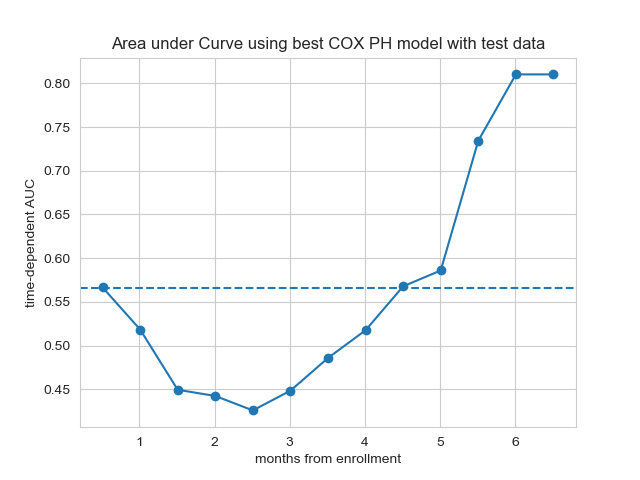 Area under Curve using best COX PH model with test data
time-dependent AUC
0.80
0.75
0.70
0.65
0.60
0.55
0.50
0.45
1 2 3 4 5 6
months from enrollment